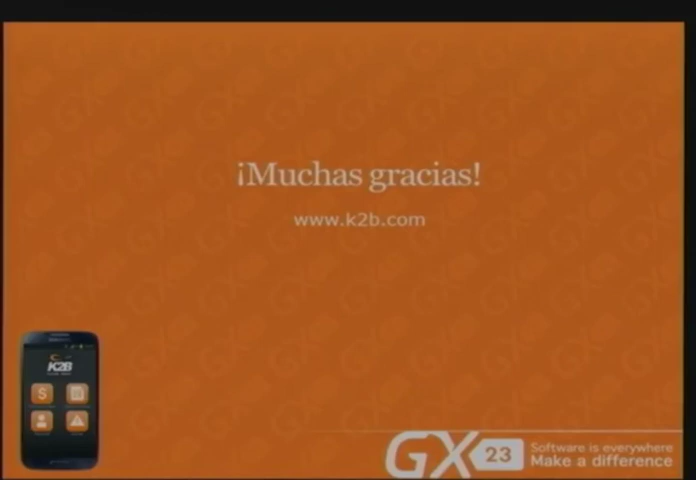 ¡Muchas gracias!
www.k2b.com
K2B
$
GX 23
Software is everywhere
Make a difference